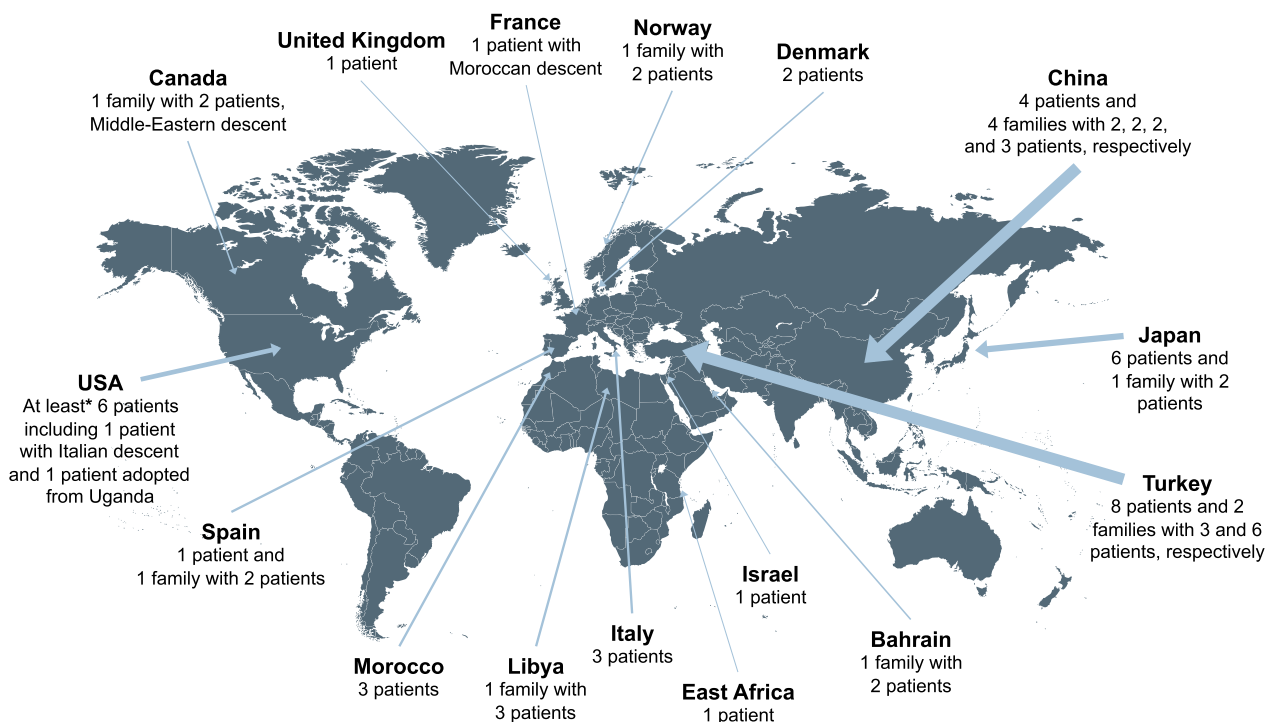 United Kingdom
1 patient
France
1 patient with
Moroccan descent
Norway
1 family with
2 patients
Denmark
2 patients
Canada
1 family with 2 patients,
Middle-Eastern descent
China
4 patients and
4 families with 2, 2, 2,
and 3 patients, respectively
Japan
6 patients and
1 family with 2
patients
USA
At least* 6 patients
including 1 patient
with Italian descent
and 1 patient adopted
from Uganda
Turkey
8 patients and 2
families with 3 and 6
patients, respectively
Spain
1 patient and
1 family with 2 patients
Israel
1 patient
Morocco
3 patients
Libya
1 family with
3 patients
Italy
3 patients
East Africa
1 patient
Bahrain
1 family with
2 patients